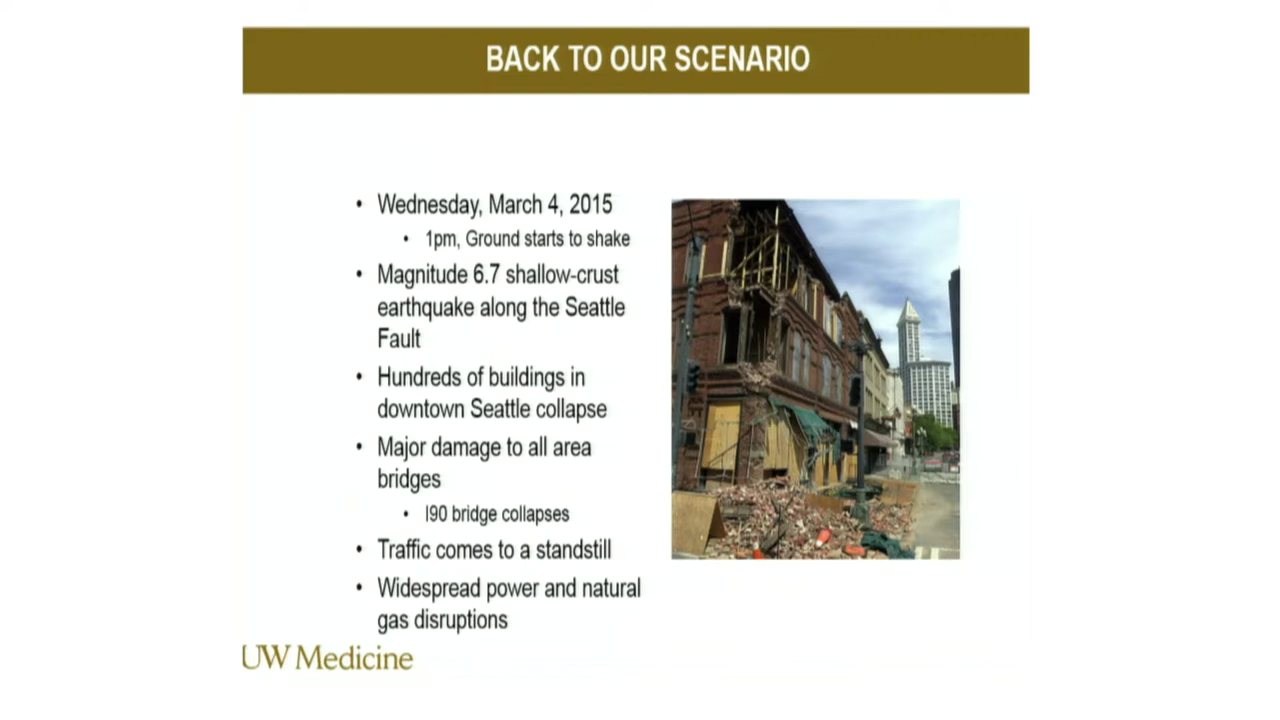 BACK TO OUR SCENARIO
• Wednesday, March 4, 2015
• 1pm, Ground starts to shake
• Magnitude 6.7 shallow-crust
earthquake along the Seattle
Fault
• Hundreds of buildings in
downtown Seattle collapse
• Major damage to all area
bridges
• I90 bridge collapses
• Traffic comes to a standstill
• Widespread power and natural
gas disruptions
UW Medicine